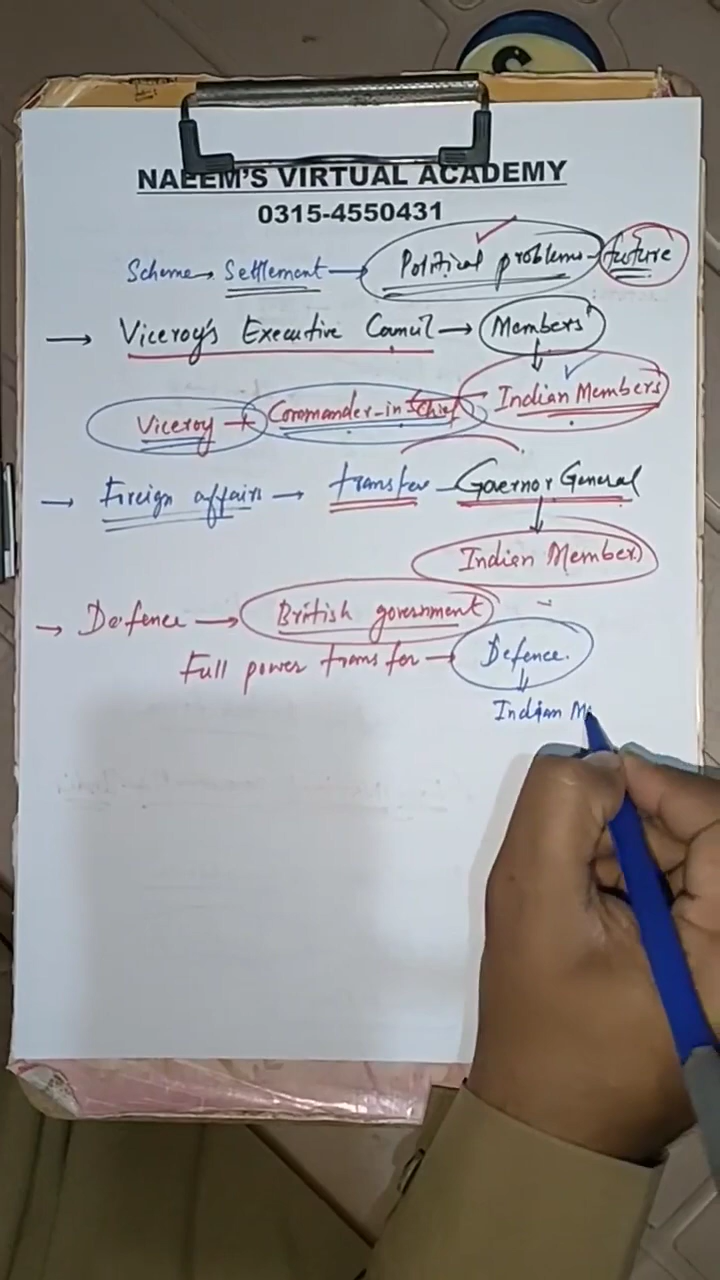 NAEEM'S VIRTUAL ACADEMY
0315-4550431
Scheme → Settlement → Political problems - future
→ Viceroy's Executive Council → Members'
Indian Members
Viceroy + Commander-in Chief
→ Foreign affairs → transfer - Governor General
Indian Member)
→ Defence → British government
Full power transfer → Defence.
Indian M